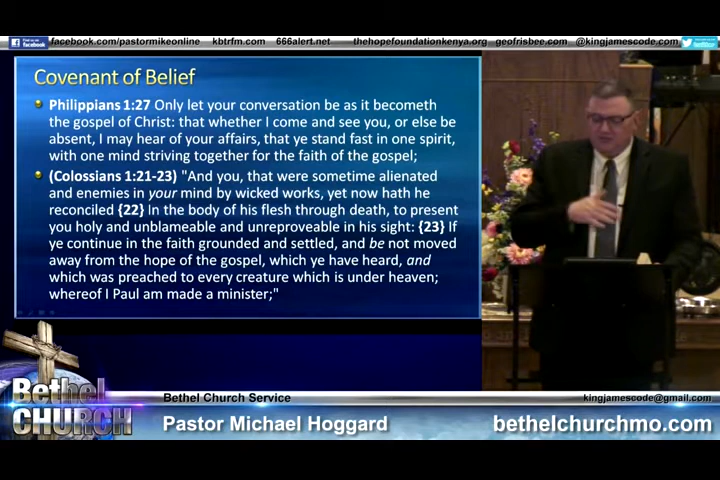 Find us on facebook facebook.com/pastormikeonline kbtrfm.com 666alert.net thehopefoundationkenya.org geofrisbee.com @kingjamescode.com
Covenant of Belief
Philippians 1:27 Only let your conversation be as it becometh
the gospel of Christ: that whether I come and see you, or else be
absent, I may hear of your affairs, that ye stand fast in one spirit,
with one mind striving together for the faith of the gospel;
(Colossians 1:21-23) "And you, that were sometime alienated
and enemies in your mind by wicked works, yet now hath he
reconciled {22} In the body of his flesh through death, to present
you holy and unblameable and unreproveable in his sight: {23} If
ye continue in the faith grounded and settled, and be not moved
away from the hope of the gospel, which ye have heard, and
which was preached to every creature which is under heaven;
whereof I Paul am made a minister;"
Bethel
CHURCH
Bethel Church Service
kingjamescode@gmail.com
Pastor Michael Hoggard
bethelchurchmo.com